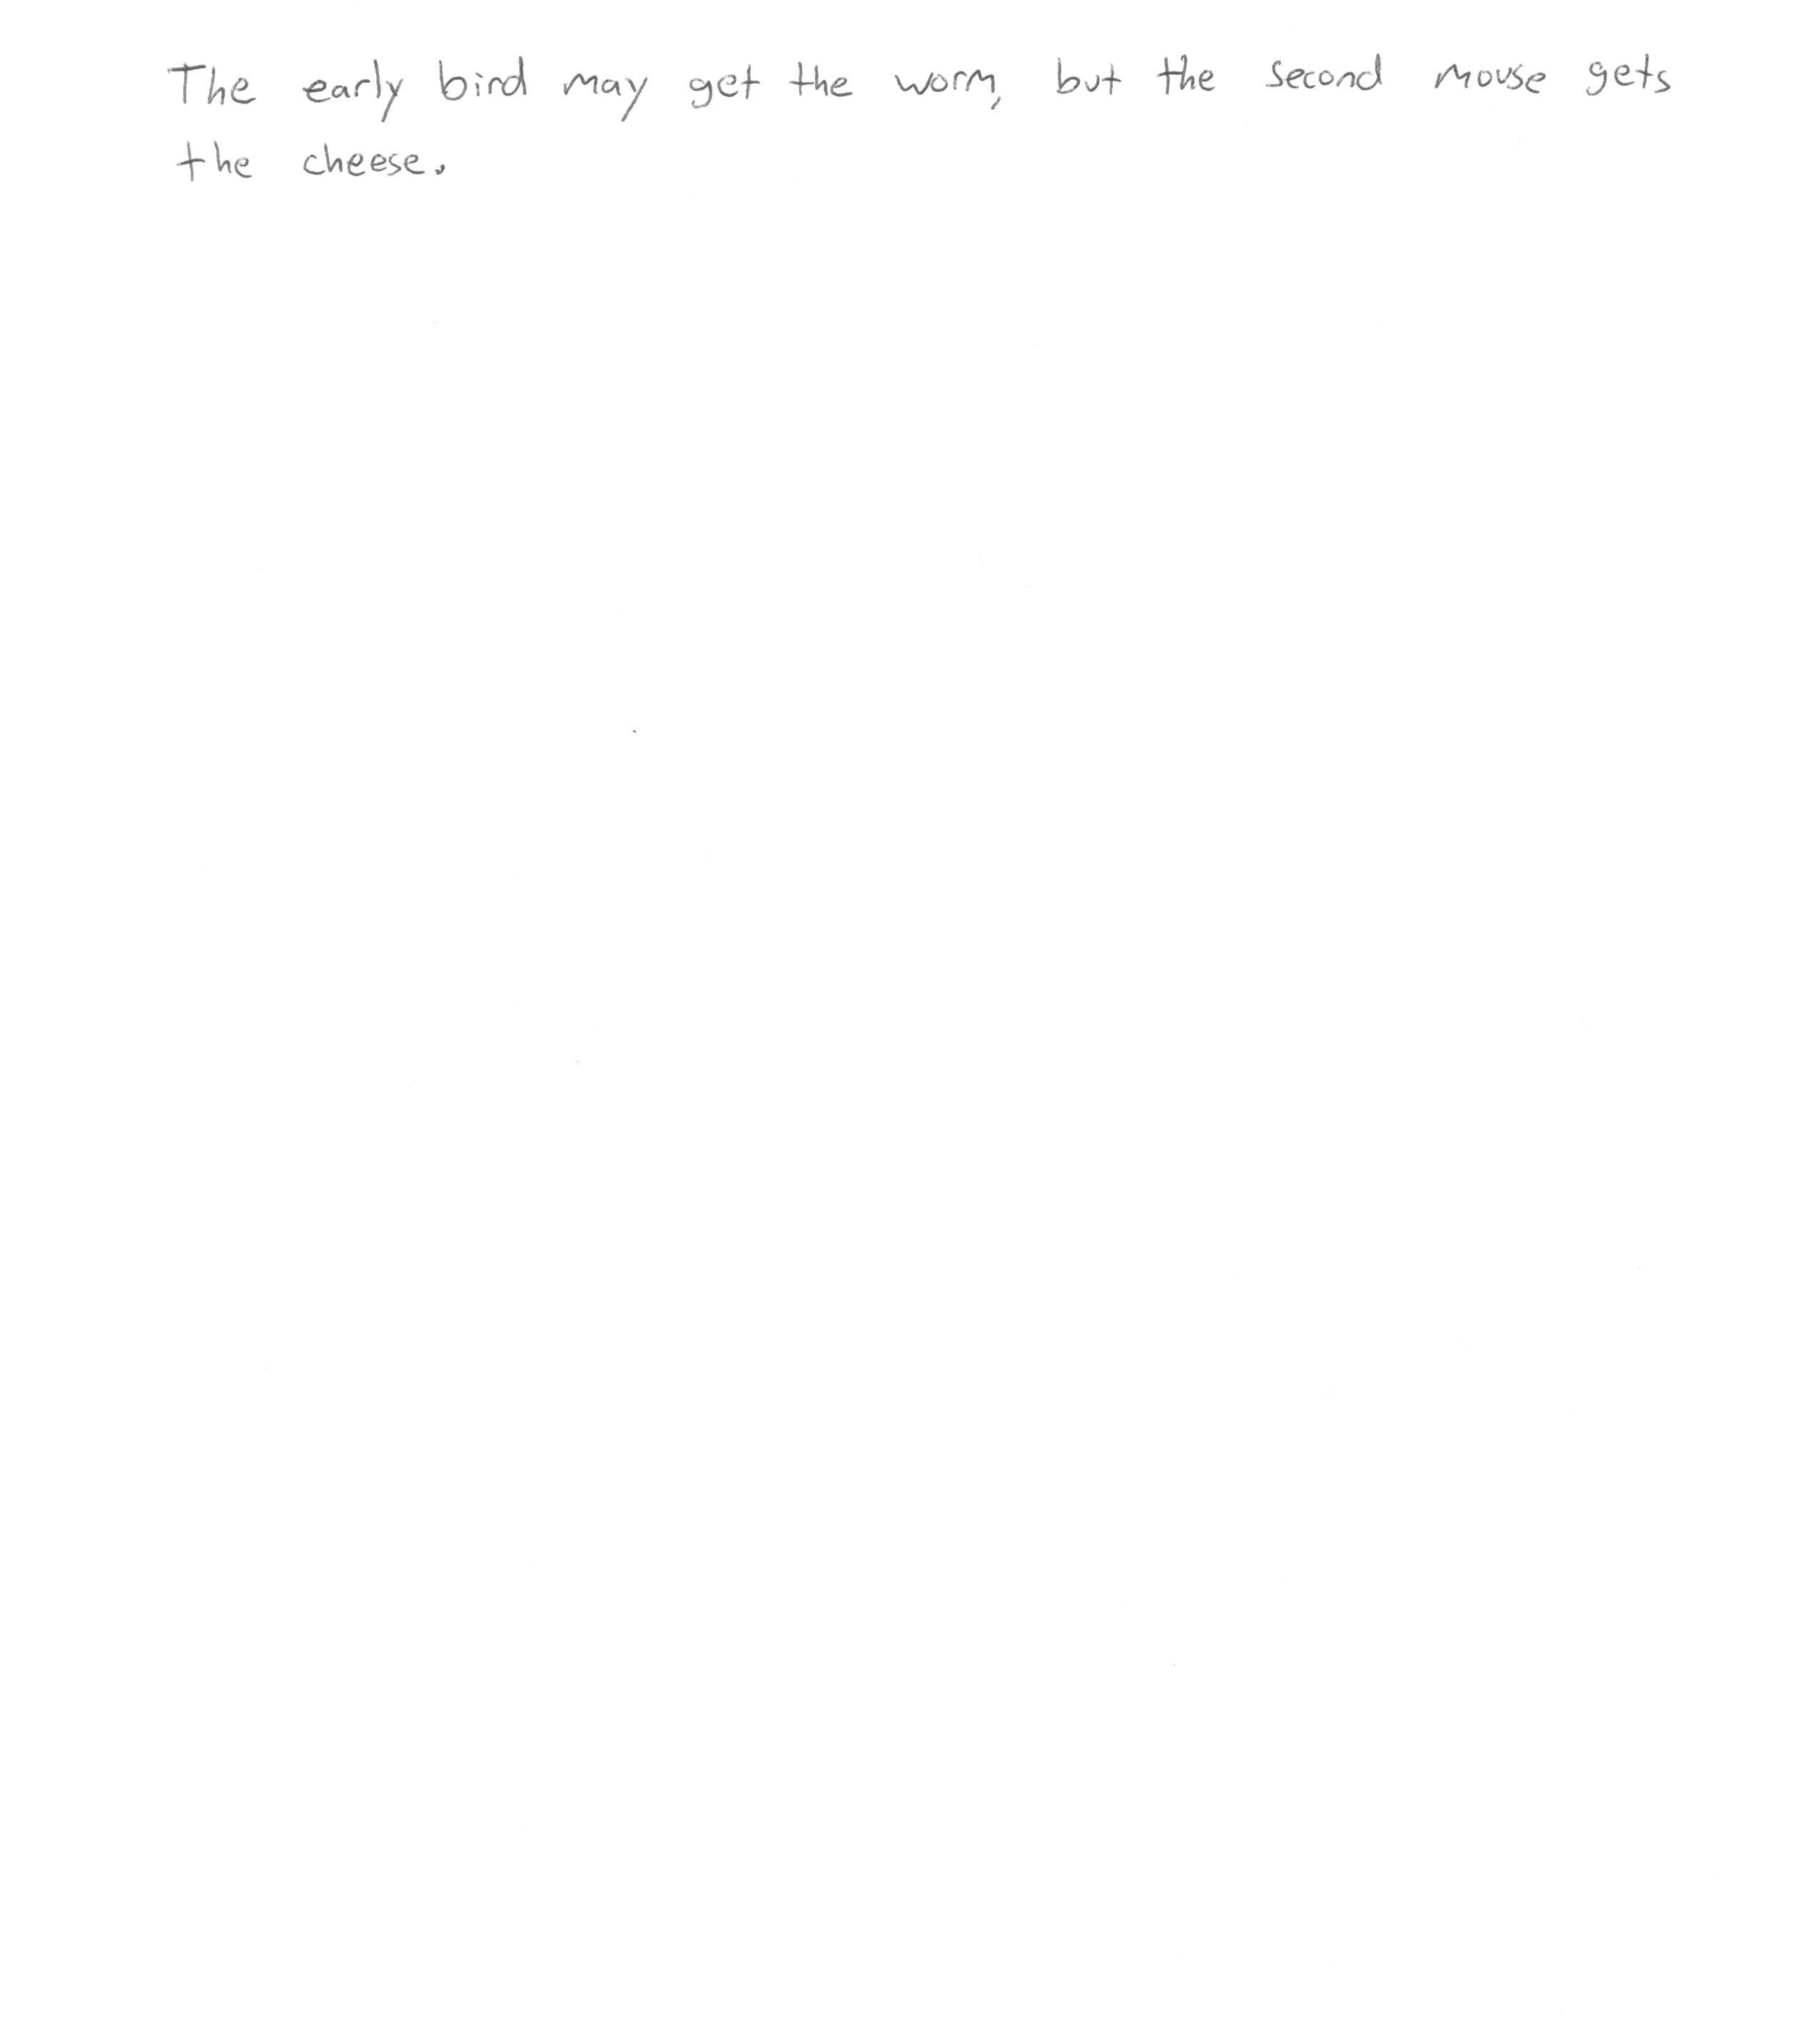 The early bird may get the worm, but the second mouse gets
the cheese.